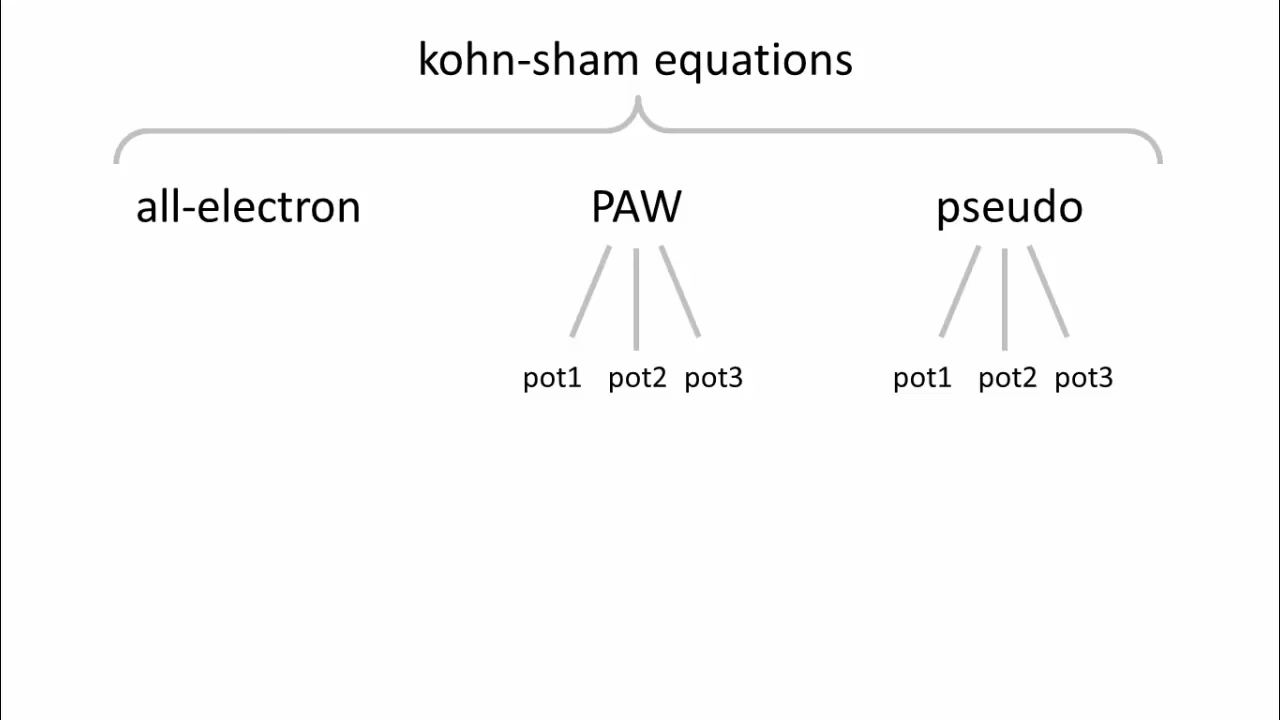 kohn-sham equations
all-electron PAW pseudo
pot1 pot2 pot3 pot1 pot2 pot3